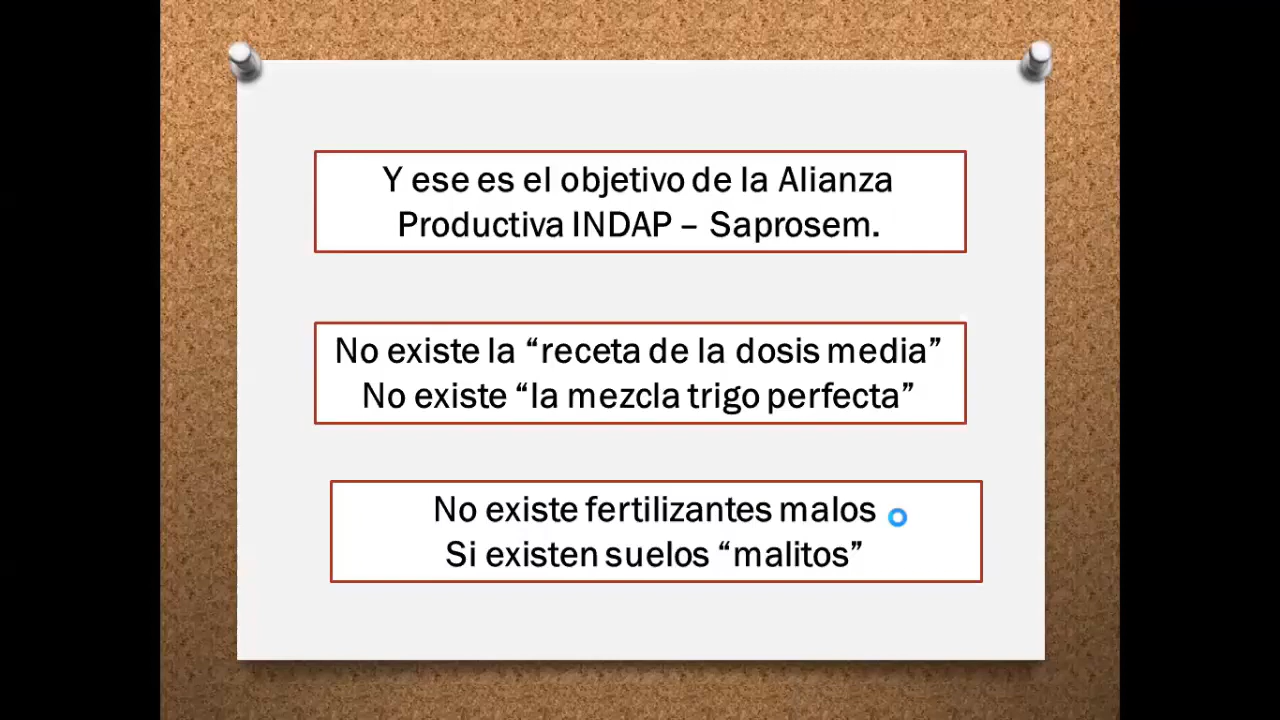 Y ese es el objetivo de la Alianza
Productiva INDAP – Saprosem.
No existe la “receta de la dosis media”
No existe “la mezcla trigo perfecta”
No existe fertilizantes malos
Si existen suelos “malitos”